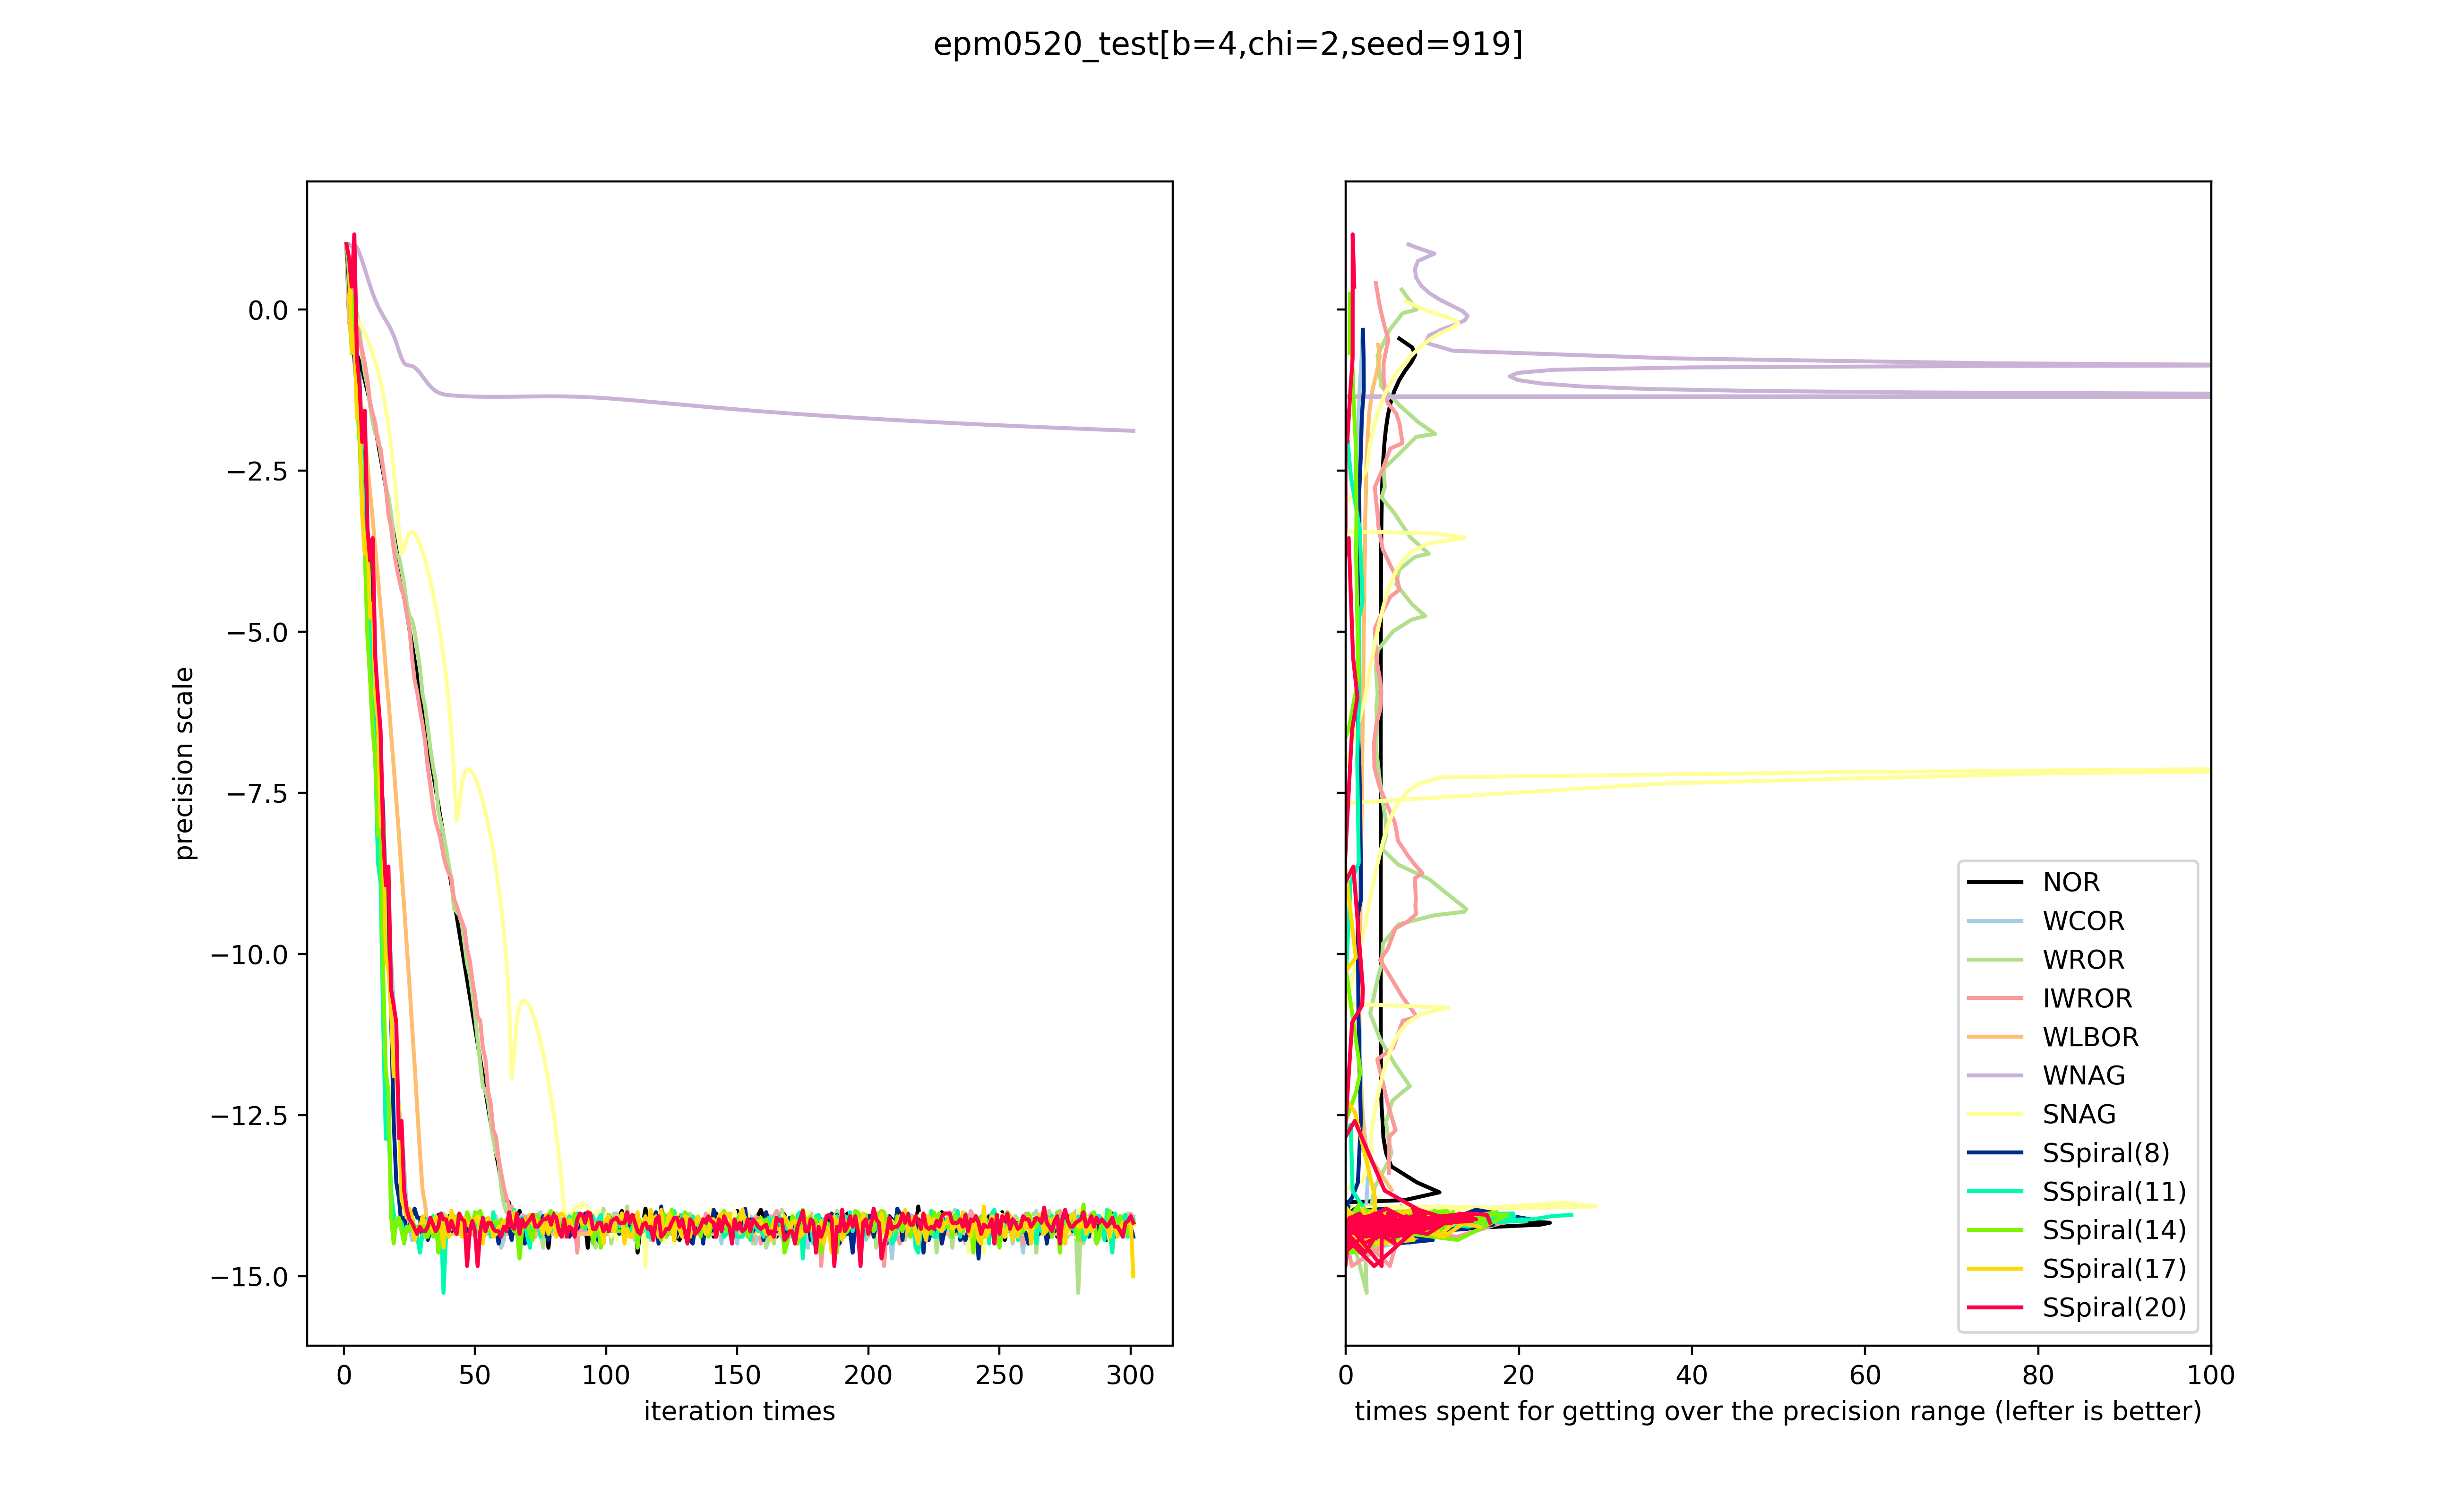 epm0520_test[b=4,chi=2,seed=919]
precision scale
0.0
−2.5
−5.0
−7.5
−10.0
−12.5
−15.0
0 50 100 150 200 250 300
iteration times
0 20 40 60 80 100
times spent for getting over the precision range (lefter is better)
NOR
WCOR
WROR
IWROR
WLBOR
WNAG
SNAG
SSpiral(8)
SSpiral(11)
SSpiral(14)
SSpiral(17)
SSpiral(20)